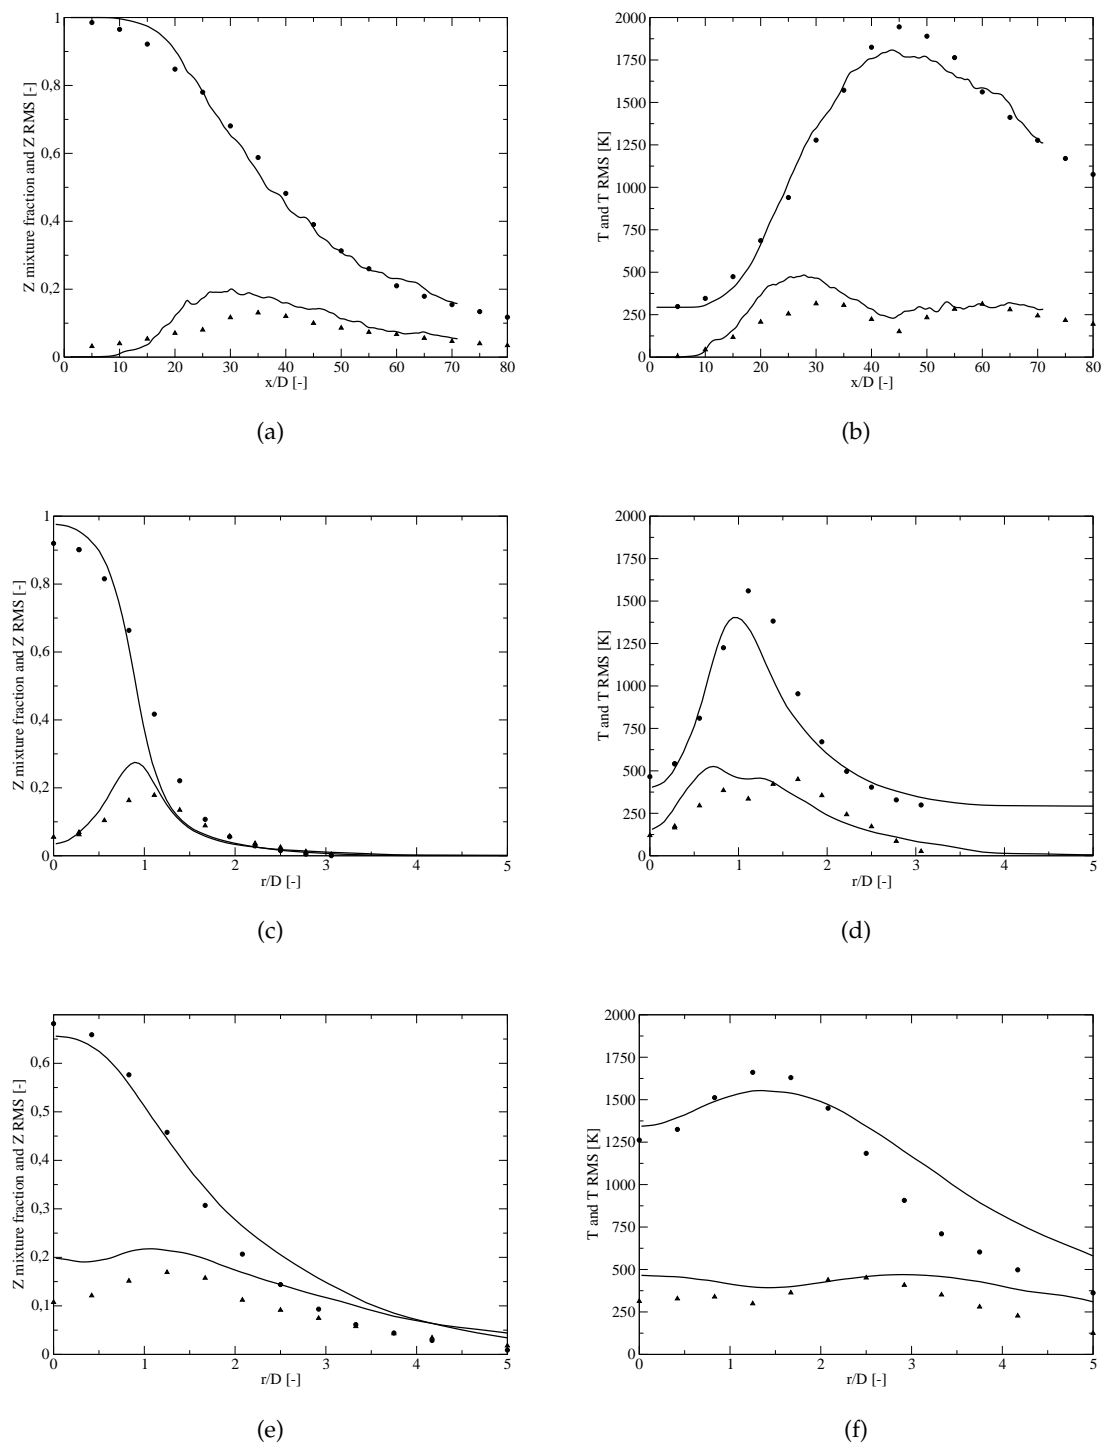 1
0,8
0,6
0,4
0,2
0
Z mixture fraction and Z RMS [-]
0 10 20 30 40 50 60 70 80
x/D [-]
(a)
2000
1750
1500
1250
1000
750
500
250
0
T and T RMS [K]
0 10 20 30 40 50 60 70 80
x/D [-]
(b)
1
0,8
0,6
0,4
0,2
0
Z mixture fraction and Z RMS [-]
0 1 2 3 4 5
r/D [-]
(c)
2000
1750
1500
1250
1000
750
500
250
0
T and T RMS [K]
0 1 2 3 4 5
r/D [-]
(d)
0,6
0,5
0,4
0,3
0,2
0,1
0
Z mixture fraction and Z RMS [-]
0 1 2 3 4 5
r/D [-]
(e)
2000
1750
1500
1250
1000
750
500
250
0
T and T RMS [K]
0 1 2 3 4 5
r/D [-]
(f)